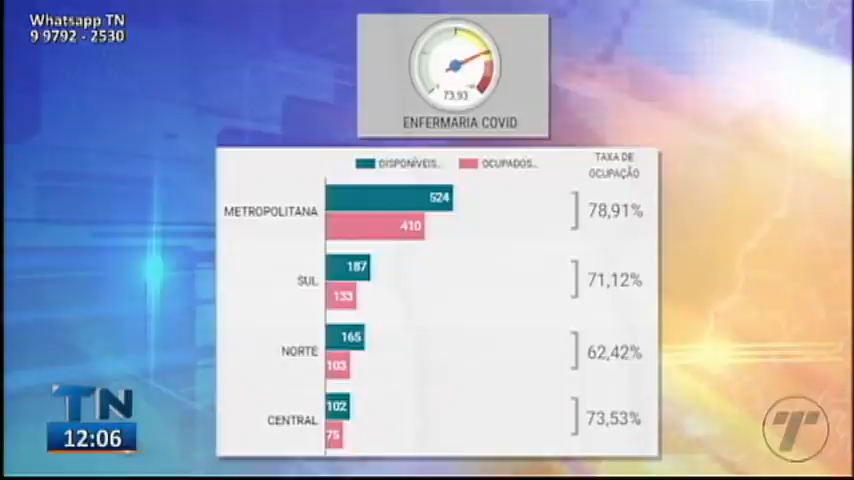 Whatsapp TN
9 9792 - 2530
73,93
ENFERMARIA COVID
DISPONÍVEIS... OCUPADOS... TAXA DE
OCUPAÇÃO
METROPOLITANA 524 410 78,91%
SUL 187 133 71,12%
NORTE 165 103 62,42%
CENTRAL 102 75 73,53%
TN
12:06
T